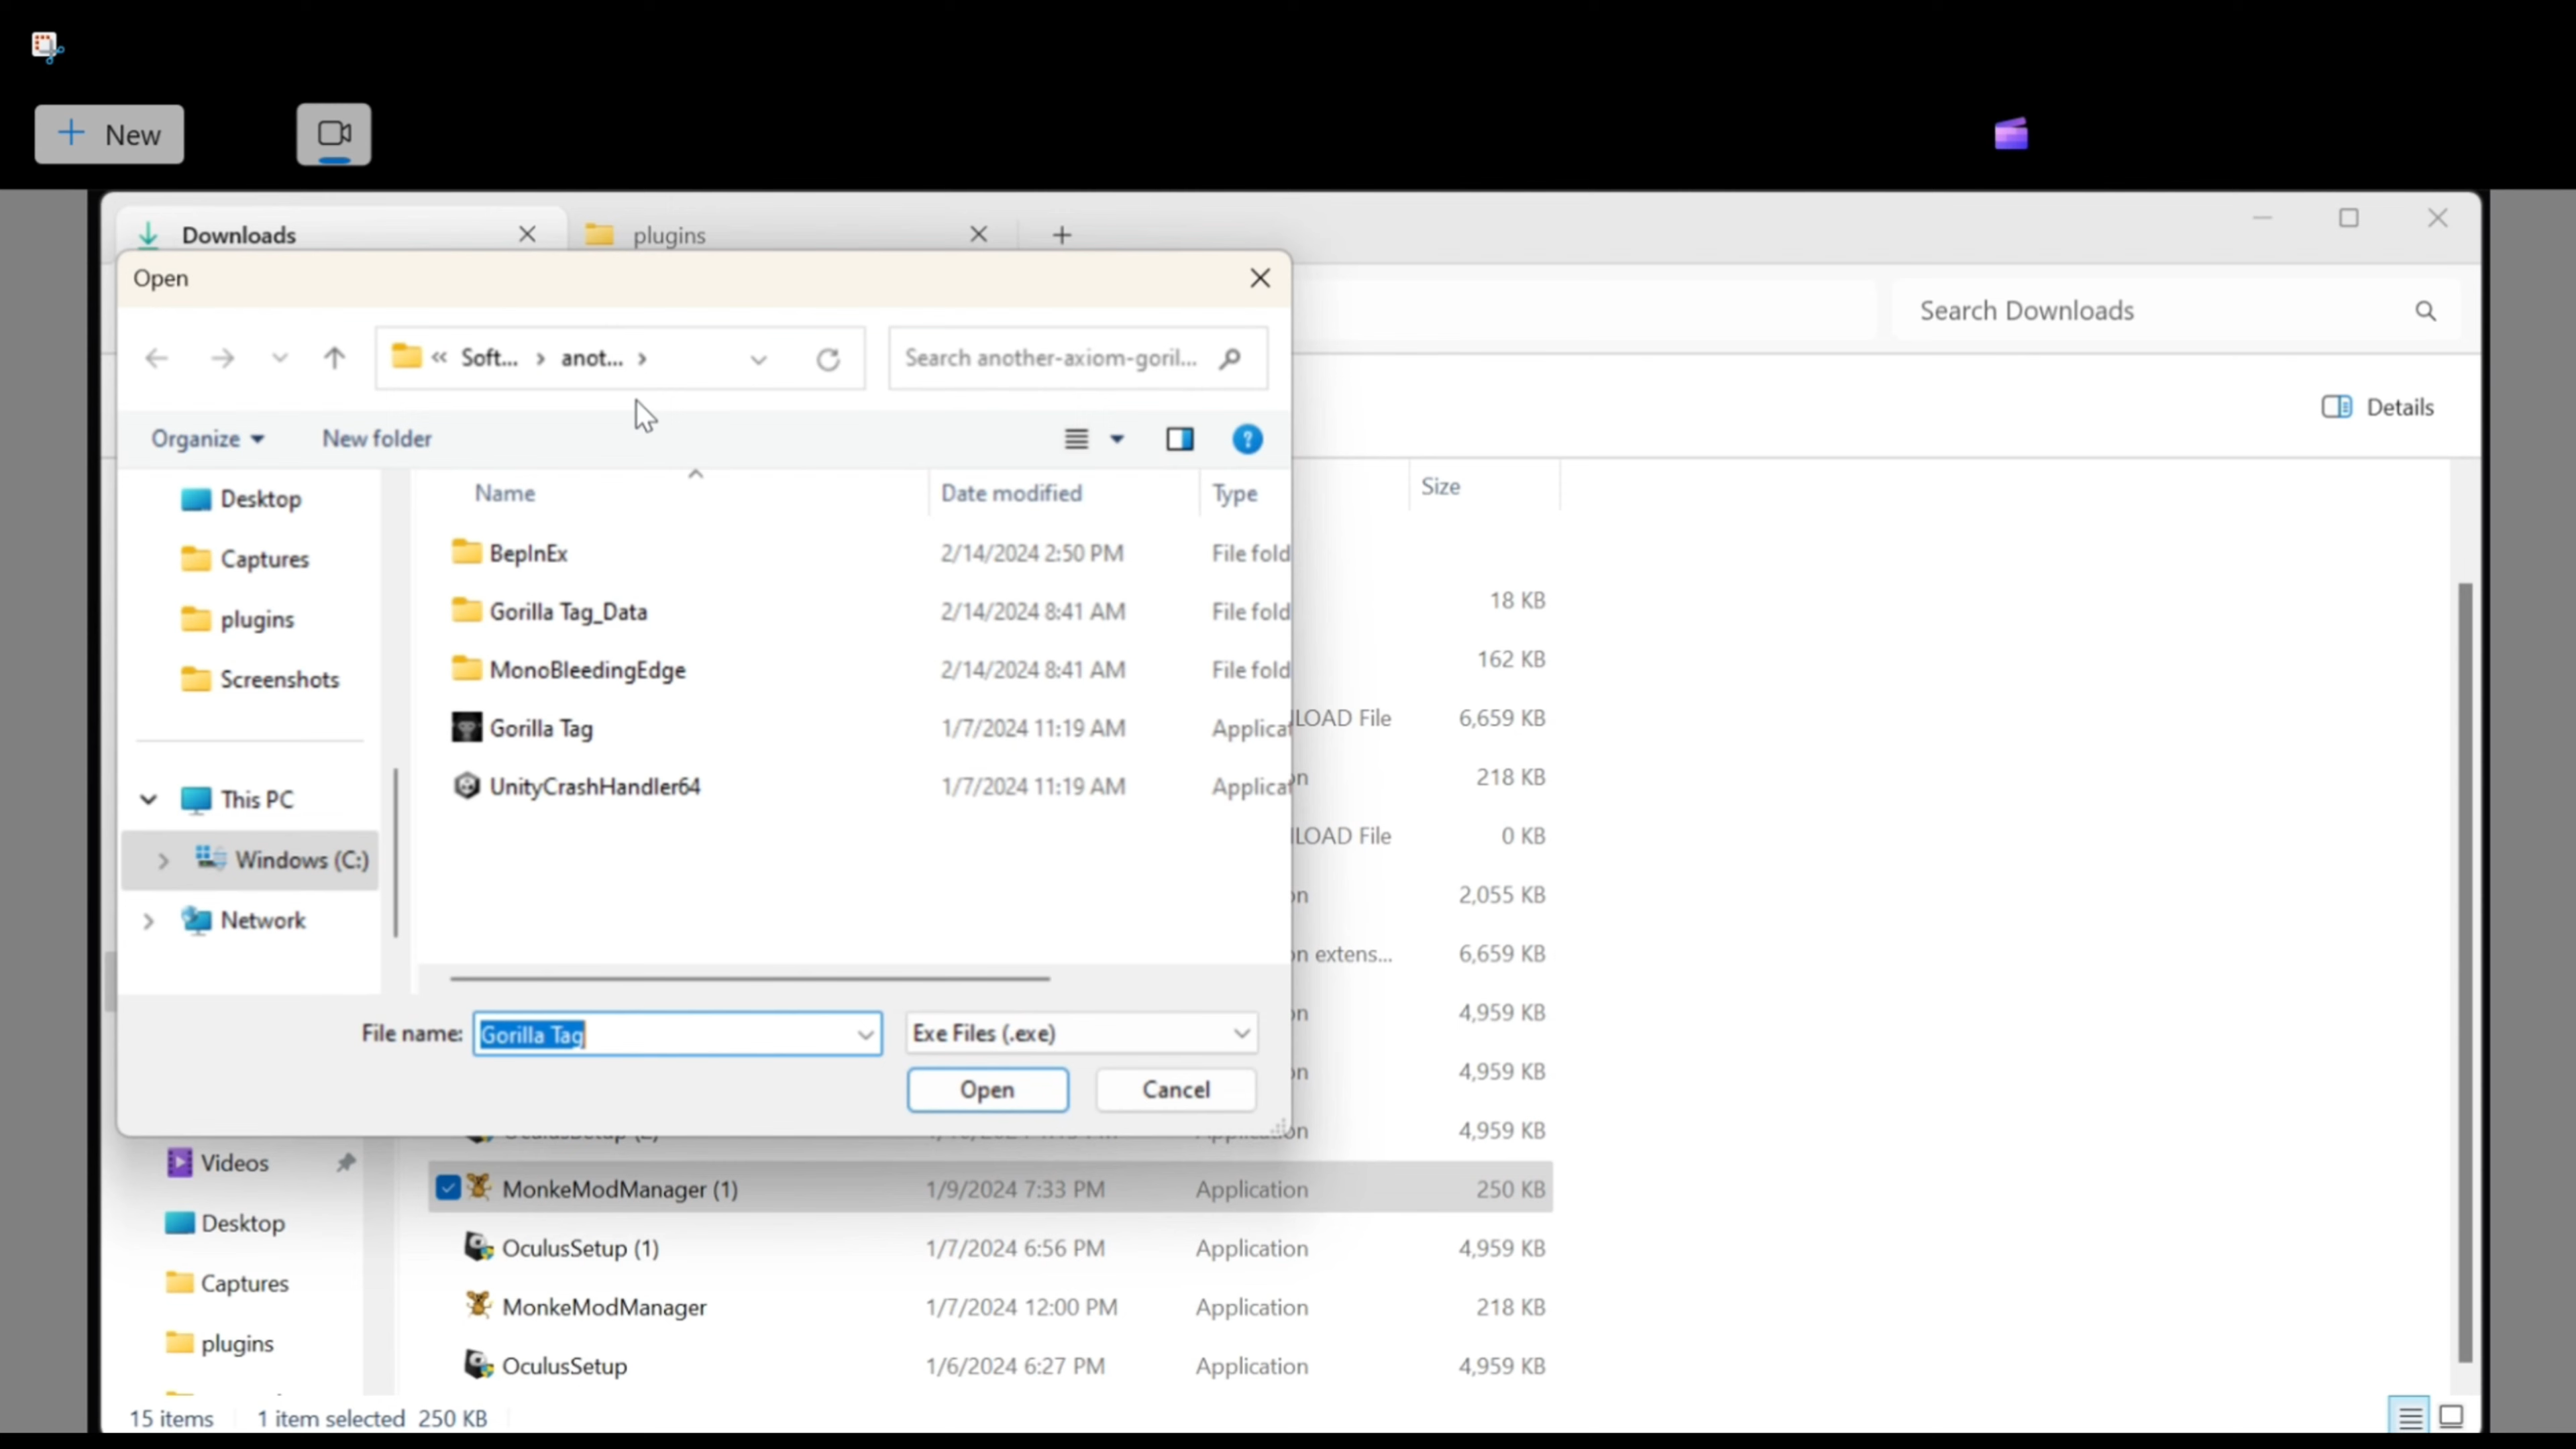 New
Downloads
plugins
Open
Search Downloads
Soft... › anot... ›
Search another-axiom-goril...
Details
Organize
New folder
Name
Date modified
Type
Size
Desktop
Captures
plugins
Screenshots
This PC
Windows (C:)
Network
BepInEx 2/14/2024 2:50 PM File fold
Gorilla Tag_Data 2/14/2024 8:41 AM File fold
MonoBleedingEdge 2/14/2024 8:41 AM File fold
Gorilla Tag 1/7/2024 11:19 AM Applica
UnityCrashHandler64 1/7/2024 11:19 AM Applica
18 KB
162 KB
LOAD File 6,659 KB
on 218 KB
LOAD File 0 KB
on 2,055 KB
on extens... 6,659 KB
on 4,959 KB
on 4,959 KB
on 4,959 KB
File name: Gorilla Tag
Exe Files (.exe)
Open
Cancel
Videos
Desktop
Captures
plugins
MonkeModManager (1) 1/9/2024 7:33 PM Application 250 KB
OculusSetup (1) 1/7/2024 6:56 PM Application 4,959 KB
MonkeModManager 1/7/2024 12:00 PM Application 218 KB
OculusSetup 1/6/2024 6:27 PM Application 4,959 KB
15 items
1 item selected 250 KB